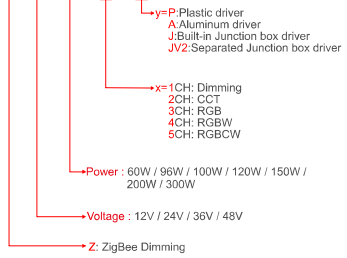 y=P:Plastic driver
A:Aluminum driver
J:Built-in Junction box driver
JV2:Separated Junction box driver
x=1CH: Dimming
2CH: CCT
3CH: RGB
4CH: RGBW
5CH: RGBCW
Power : 60W / 96W / 100W / 120W / 150W /
200W / 300W
Voltage : 12V / 24V / 36V / 48V
Z: ZigBee Dimming